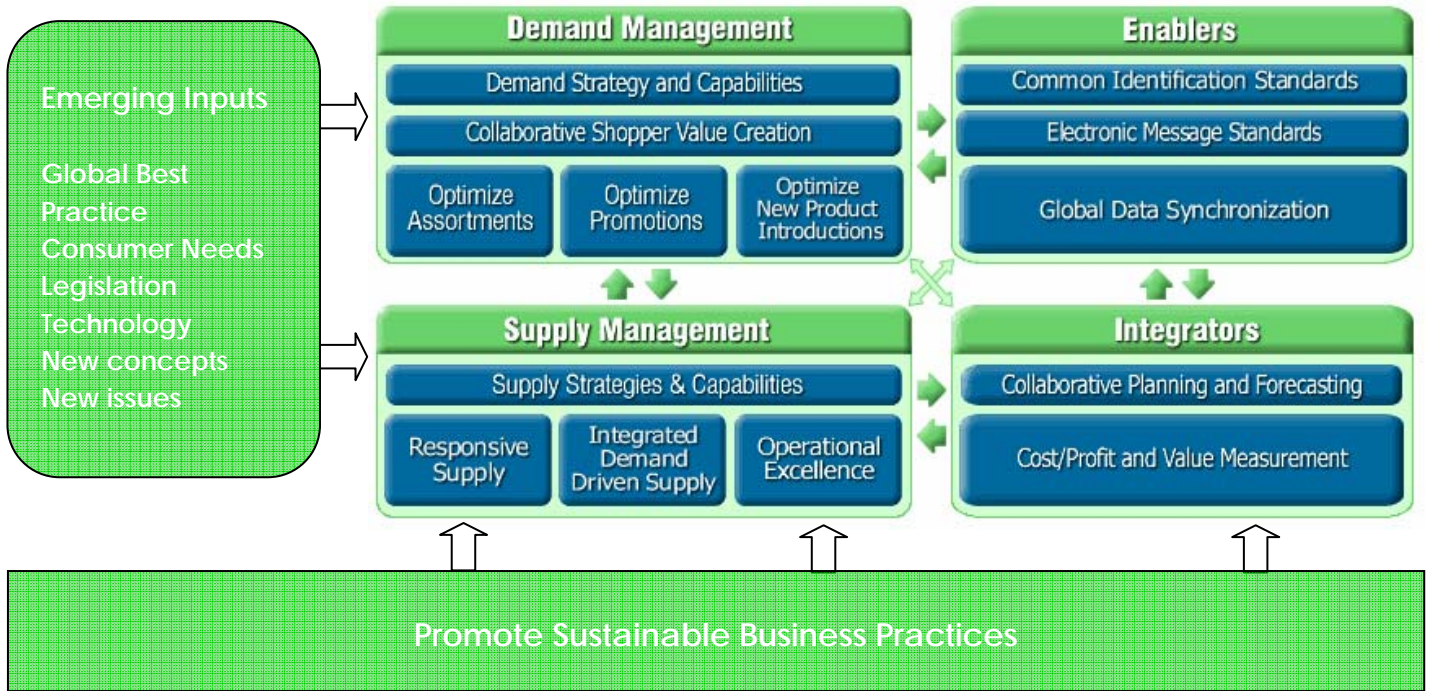 Emerging Inputs
Global Best
Practice
Consumer Needs
Legislation
Technology
New concepts
New issues
Demand Management
Demand Strategy and Capabilities
Collaborative Shopper Value Creation
Optimize
Assortments
Optimize
Promotions
Optimize
New Product
Introductions
Enablers
Common Identification Standards
Electronic Message Standards
Global Data Synchronization
Supply Management
Supply Strategies & Capabilities
Responsive
Supply
Integrated
Demand
Driven Supply
Operational
Excellence
Integrators
Collaborative Planning and Forecasting
Cost/Profit and Value Measurement
Promote Sustainable Business Practices